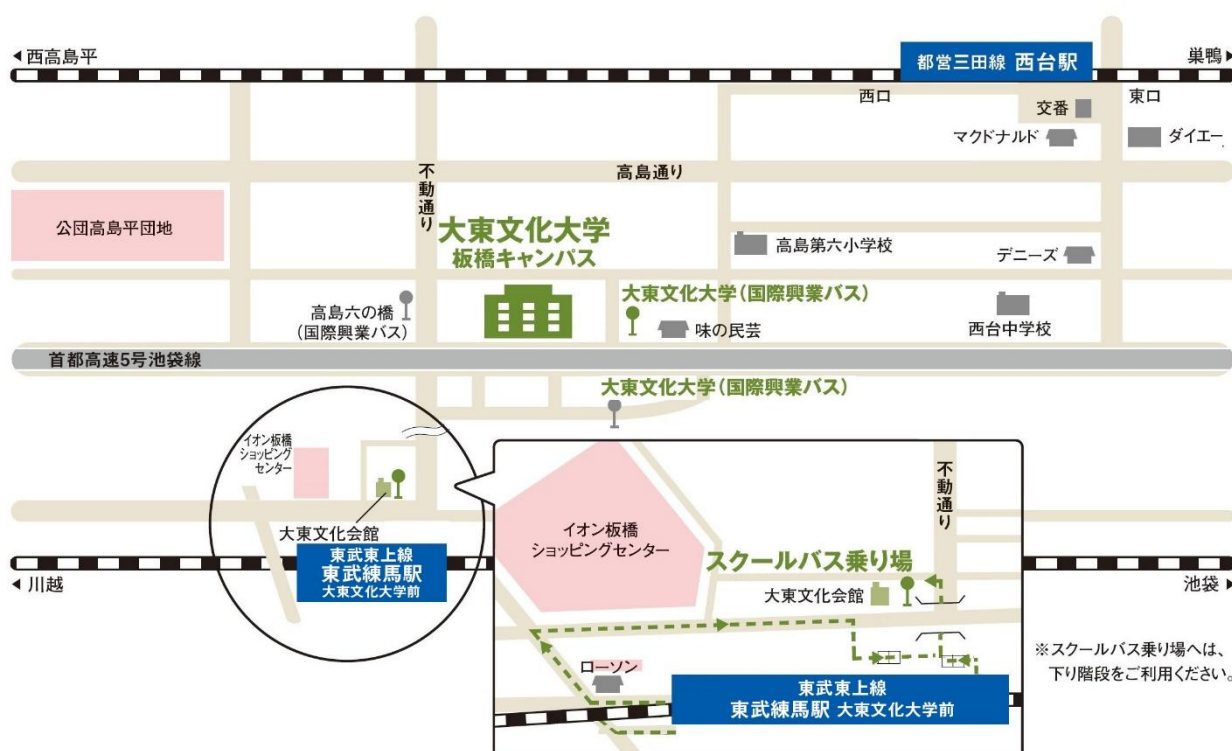 ◀西高島平
都営三田線 西台駅
巣鴨▶
西口
東口
交番
マクドナルド
ダイエー
不動通り
高島通り
公団高島平団地
大東文化大学
板橋キャンパス
高島第六小学校
デニーズ
大東文化大学(国際興業バス)
高島六の橋
(国際興業バス)
味の民芸
西台中学校
首都高速5号池袋線
大東文化大学(国際興業バス)
イオン板橋
ショッピング
センター
大東文化会館
東武東上線
東武練馬駅
大東文化大学前
◀川越
不動通り
イオン板橋
ショッピングセンター
スクールバス乗り場
大東文化会館
池袋▶
ローソン
東武東上線
東武練馬駅 大東文化大学前
※スクールバス乗り場へは、
下り階段をご利用ください。